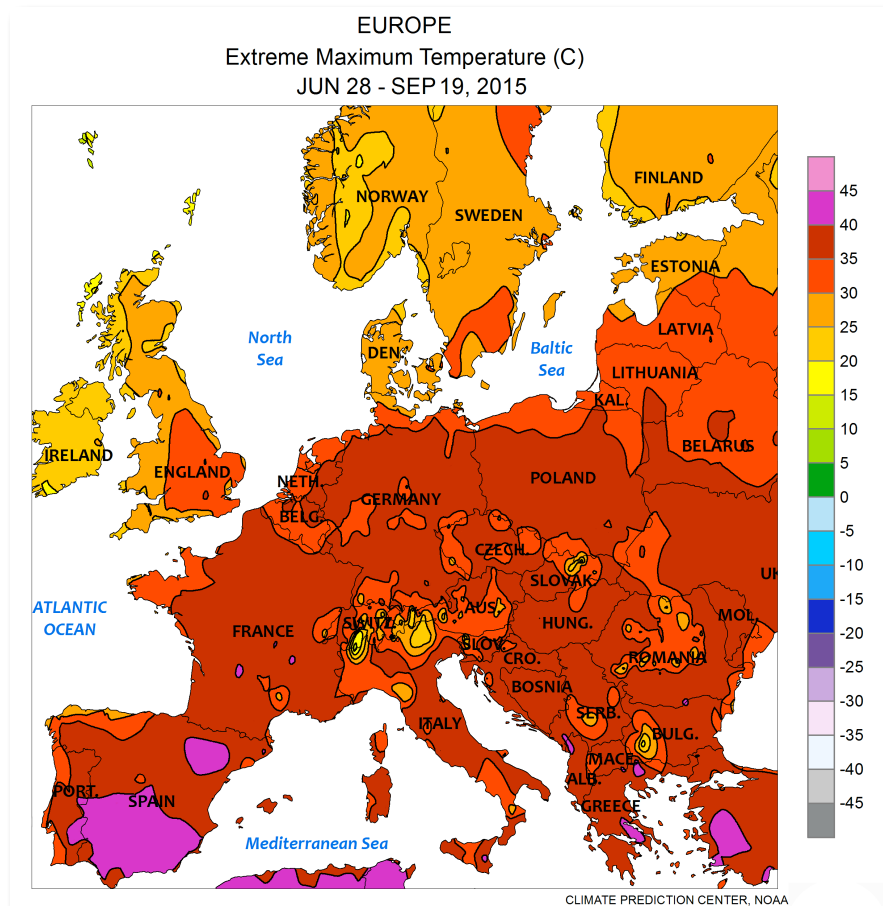 EUROPE
Extreme Maximum Temperature (C)
JUN 28 - SEP 19, 2015
NORWAY
SWEDEN
FINLAND
ESTONIA
North
Sea
DEN.
Baltic
Sea
LATVIA
LITHUANIA
KAL.
IRELAND
ENGLAND
BELARUS
NETH.
BELG.
GERMANY
POLAND
CZECH.
SLOVAK.
UK
ATLANTIC
OCEAN
FRANCE
SWITZ.
AUS.
HUNG.
MOL.
SLOV.
CRO.
ROMANIA
BOSNIA
SERB.
ITALY
BULG.
MACE.
ALB.
PORT.
SPAIN
GREECE
Mediterranean Sea
45
40
35
30
25
20
15
10
5
0
-5
-10
-15
-20
-25
-30
-35
-40
-45
CLIMATE PREDICTION CENTER, NOAA